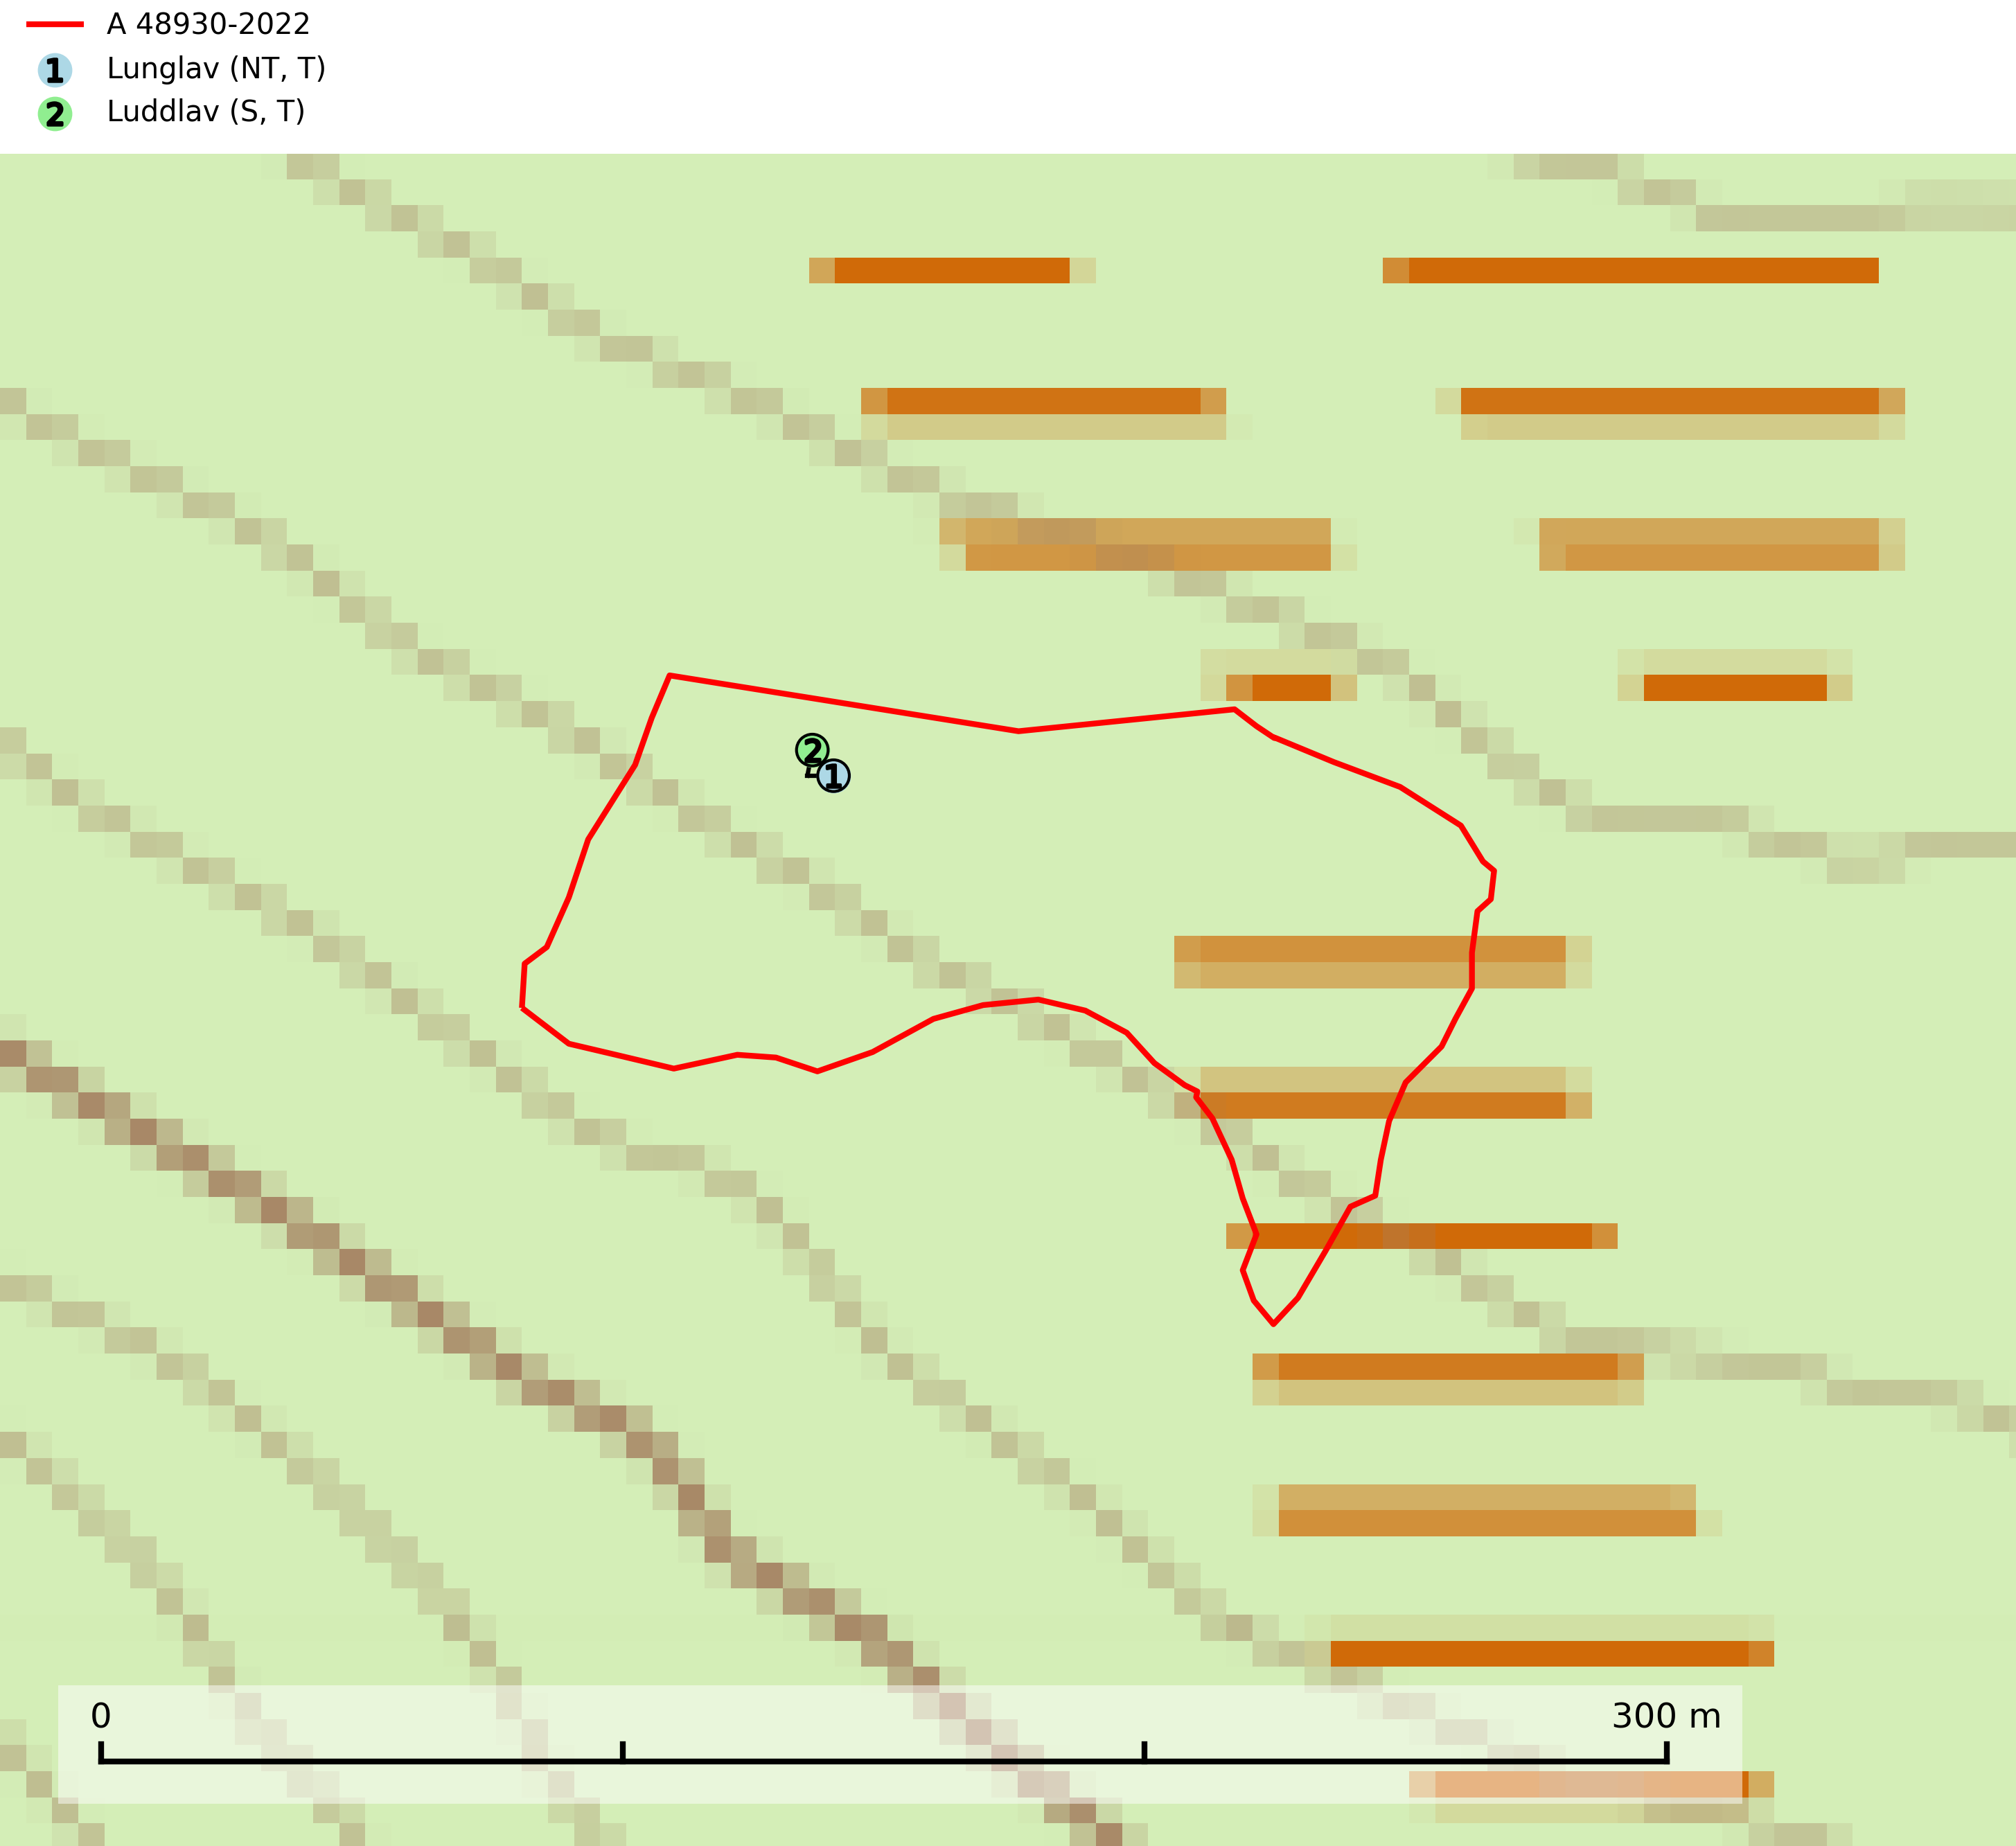 A 48930-2022
1 Lunglav (NT, T)
2 Luddlav (S, T)
2
1
0 300 m